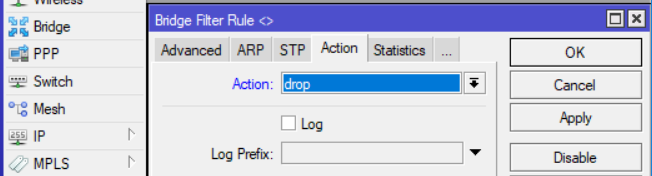 Wireless
Bridge
PPP
Switch
Mesh
255 IP
MPLS
Bridge Filter Rule <>
Advanced ARP STP Action Statistics ...
Action: drop
Log
Log Prefix:
OK
Cancel
Apply
Disable